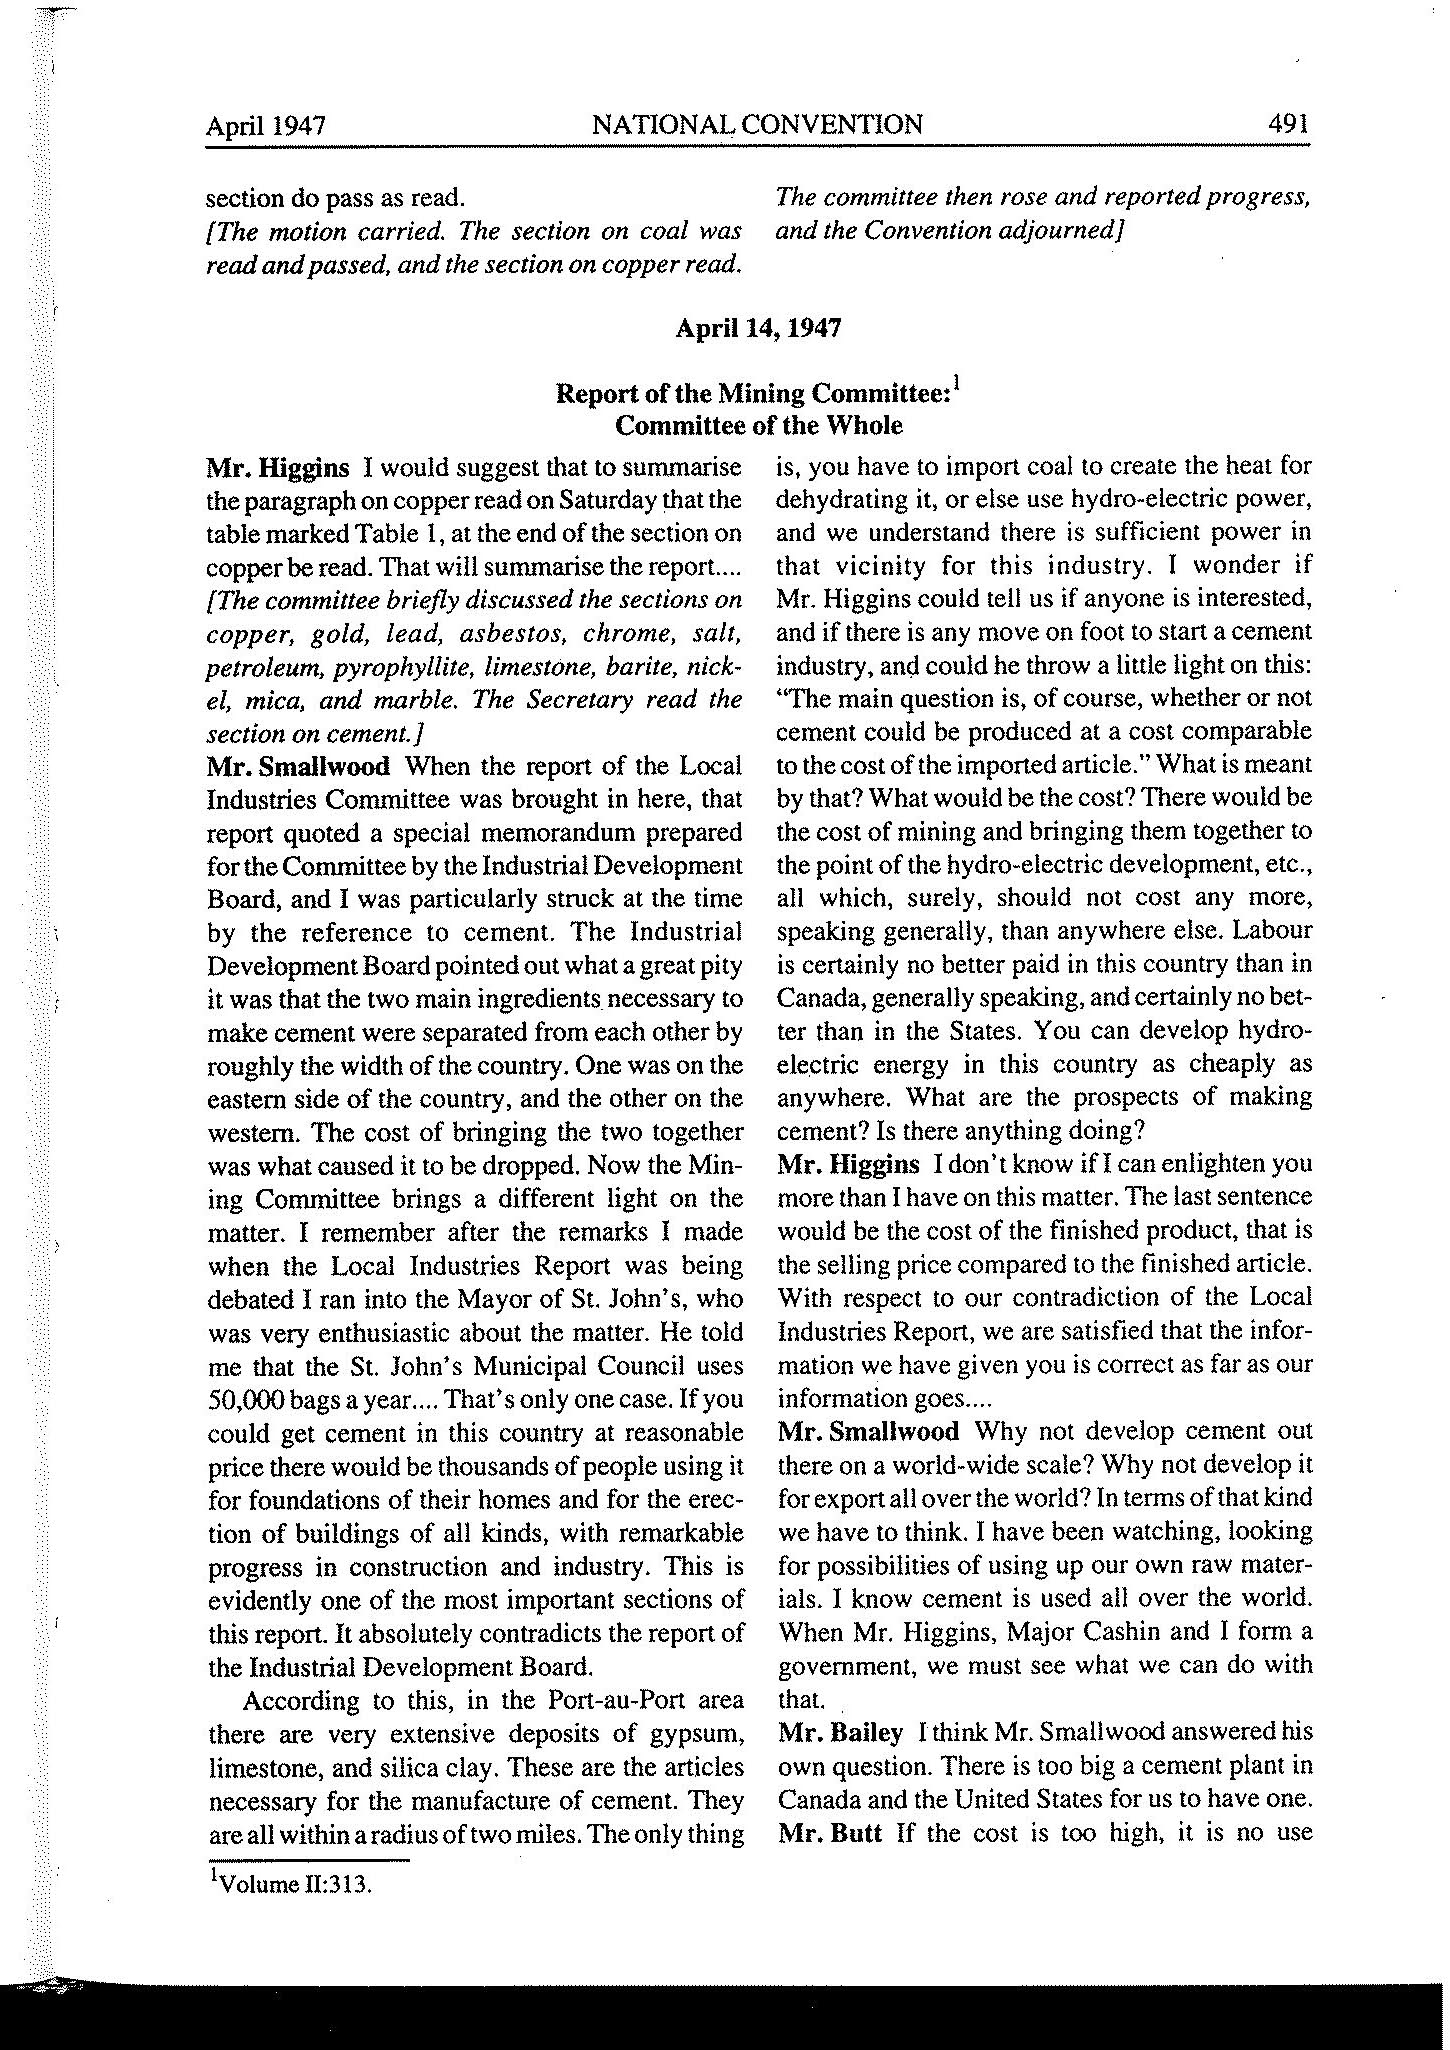 April 1947
NATIONAL CONVENTION
491
section do pass as read.
[The motion carried. The section on coal was
read and passed, and the section on copper read.
The committee then rose and reported progress,
and the Convention adjourned]
April 14, 1947
Report of the Mining Committee:1
Committee of the Whole
Mr. Higgins I would suggest that to summarise
the paragraph on copper read on Saturday that the
table marked Table 1, at the end of the section on
copper be read. That will summarise the report....
[The committee briefly discussed the sections on
copper, gold, lead, asbestos, chrome, salt,
petroleum, pyrophyllite, limestone, barite, nick-
el, mica, and marble. The Secretary read the
section on cement.]
Mr. Smallwood When the report of the Local
Industries Committee was brought in here, that
report quoted a special memorandum prepared
for the Committee by the Industrial Development
Board, and I was particularly struck at the time
by the reference to cement. The Industrial
Development Board pointed out what a great pity
it was that the two main ingredients necessary to
make cement were separated from each other by
roughly the width of the country. One was on the
eastern side of the country, and the other on the
western. The cost of bringing the two together
was what caused it to be dropped. Now the Min-
ing Committee brings a different light on the
matter. I remember after the remarks I made
when the Local Industries Report was being
debated I ran into the Mayor of St. John's, who
was very enthusiastic about the matter. He told
me that the St. John's Municipal Council uses
50,000 bags a year.... That's only one case. If you
could get cement in this country at reasonable
price there would be thousands of people using it
for foundations of their homes and for the erec-
tion of buildings of all kinds, with remarkable
progress in construction and industry. This is
evidently one of the most important sections of
this report. It absolutely contradicts the report of
the Industrial Development Board.
According to this, in the Port-au-Port area
there are very extensive deposits of gypsum,
limestone, and silica clay. These are the articles
necessary for the manufacture of cement. They
are all within a radius of two miles. The only thing
is, you have to import coal to create the heat for
dehydrating it, or else use hydro-electric power,
and we understand there is sufficient power in
that vicinity for this industry. I wonder if
Mr. Higgins could tell us if anyone is interested,
and if there is any move on foot to start a cement
industry, and could he throw a little light on this:
"The main question is, of course, whether or not
cement could be produced at a cost comparable
to the cost of the imported article." What is meant
by that? What would be the cost? There would be
the cost of mining and bringing them together to
the point of the hydro-electric development, etc.,
all which, surely, should not cost any more,
speaking generally, than anywhere else. Labour
is certainly no better paid in this country than in
Canada, generally speaking, and certainly no bet-
ter than in the States. You can develop hydro-
electric energy in this country as cheaply as
anywhere. What are the prospects of making
cement? Is there anything doing?
Mr. Higgins I don't know if I can enlighten you
more than I have on this matter. The last sentence
would be the cost of the finished product, that is
the selling price compared to the finished article.
With respect to our contradiction of the Local
Industries Report, we are satisfied that the infor-
mation we have given you is correct as far as our
information goes....
Mr. Smallwood Why not develop cement out
there on a world-wide scale? Why not develop it
for export all over the world? In terms of that kind
we have to think. I have been watching, looking
for possibilities of using up our own raw mater-
ials. I know cement is used all over the world.
When Mr. Higgins, Major Cashin and I form a
government, we must see what we can do with
that.
Mr. Bailey I think Mr. Smallwood answered his
own question. There is too big a cement plant in
Canada and the United States for us to have one.
Mr. Butt If the cost is too high, it is no use
1Volume II:313.